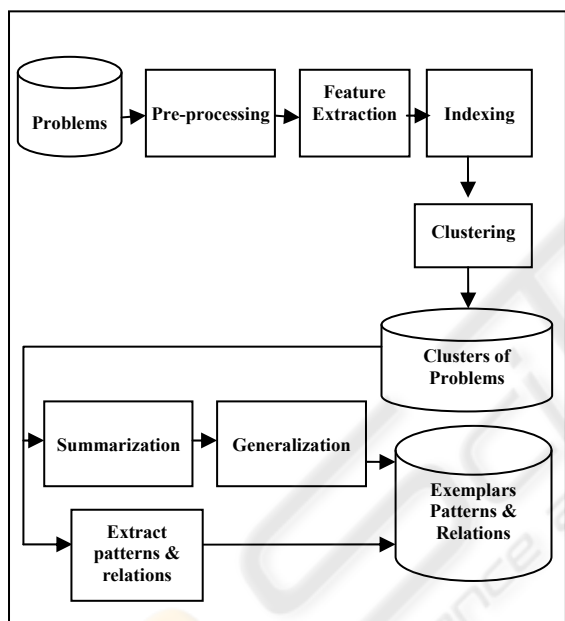 Problems
Pre-processing
Feature
Extraction
Indexing
Clustering
Clusters of
Problems
Summarization
Generalization
Exemplars
Patterns &
Relations
Extract
patterns &
relations